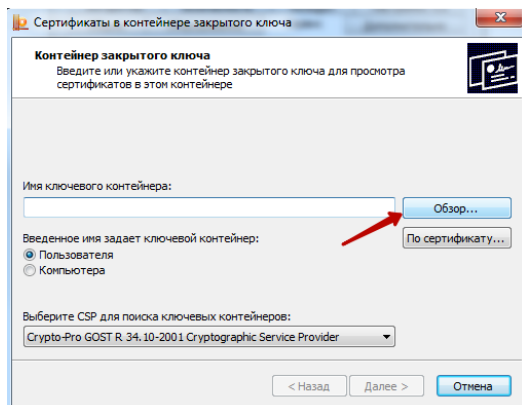 Сертификаты в контейнере закрытого ключа
Контейнер закрытого ключа
Введите или укажите контейнер закрытого ключа для просмотра
сертификатов в этом контейнере
Имя ключевого контейнера:
Обзор...
Введенное имя задает ключевой контейнер:
По сертификату...
Пользователя
Компьютера
Выберите CSP для поиска ключевых контейнеров:
Crypto-Pro GOST R 34.10-2001 Cryptographic Service Provider
< Назад
Далее >
Отмена